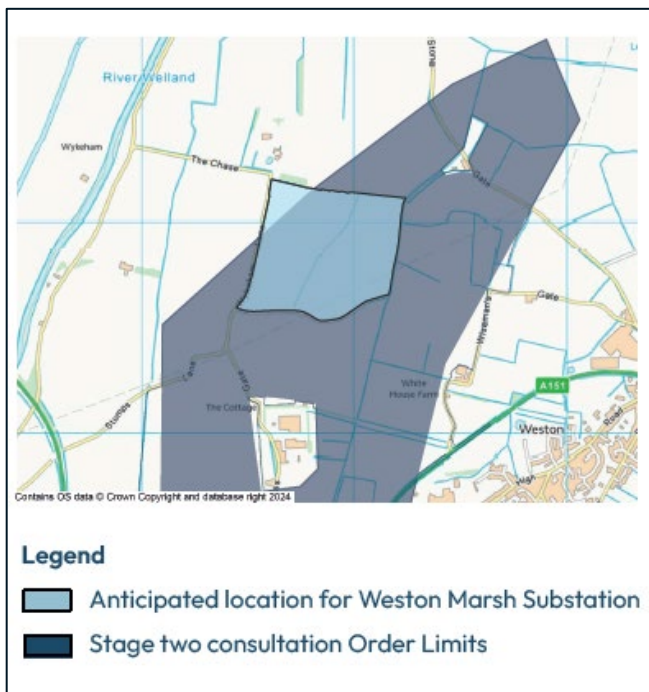 River Welland
Stone
Wykeham
The Chase
Gate
Gate
Wiseman's
A151
Lane
Gate
White
House Farm
Stumps
The Cottage
Weston
Road
High
Contains OS data © Crown Copyright and database right 2024
Legend
Anticipated location for Weston Marsh Substation
Stage two consultation Order Limits